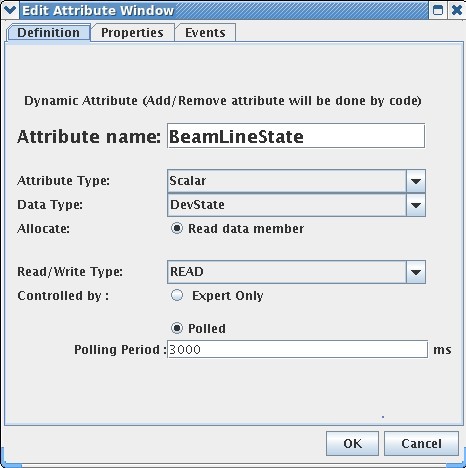 Edit Attribute Window
Definition Properties Events
Dynamic Attribute (Add/Remove attribute will be done by code)
Attribute name: BeamLineState
Attribute Type: Scalar
Data Type: DevState
Allocate: Read data member
Read/Write Type: READ
Controlled by : Expert Only
Polled
Polling Period : 3000 ms
OK Cancel